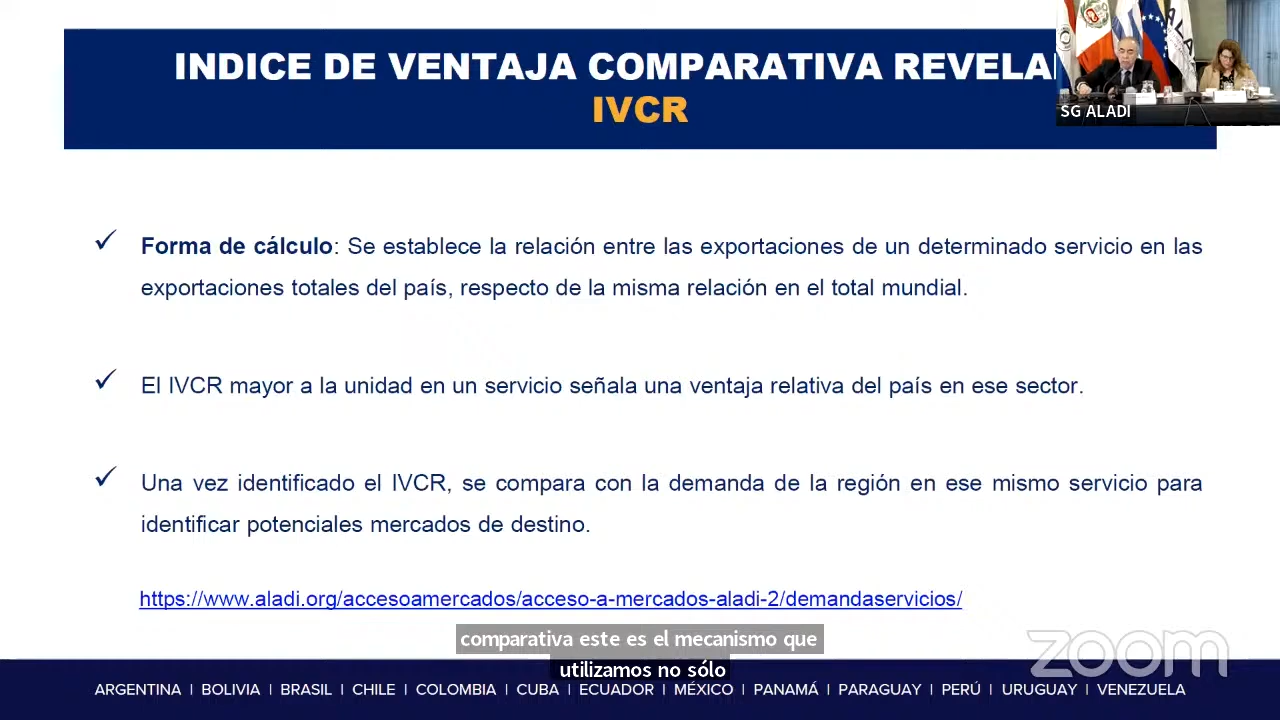 INDICE DE VENTAJA COMPARATIVA REVELA
IVCR
SG ALADI
✓ Forma de cálculo: Se establece la relación entre las exportaciones de un determinado servicio en las
exportaciones totales del país, respecto de la misma relación en el total mundial.
✓ El IVCR mayor a la unidad en un servicio señala una ventaja relativa del país en ese sector.
✓ Una vez identificado el IVCR, se compara con la demanda de la región en ese mismo servicio para
identificar potenciales mercados de destino.
https://www.aladi.org/accesoamercados/acceso-a-mercados-aladi-2/demandaservicios/
comparativa este es el mecanismo que
utilizamos no sólo
zoom
ARGENTINA | BOLIVIA | BRASIL | CHILE | COLOMBIA | CUBA | ECUADOR | MÉXICO | PANAMÁ | PARAGUAY | PERÚ | URUGUAY | VENEZUELA